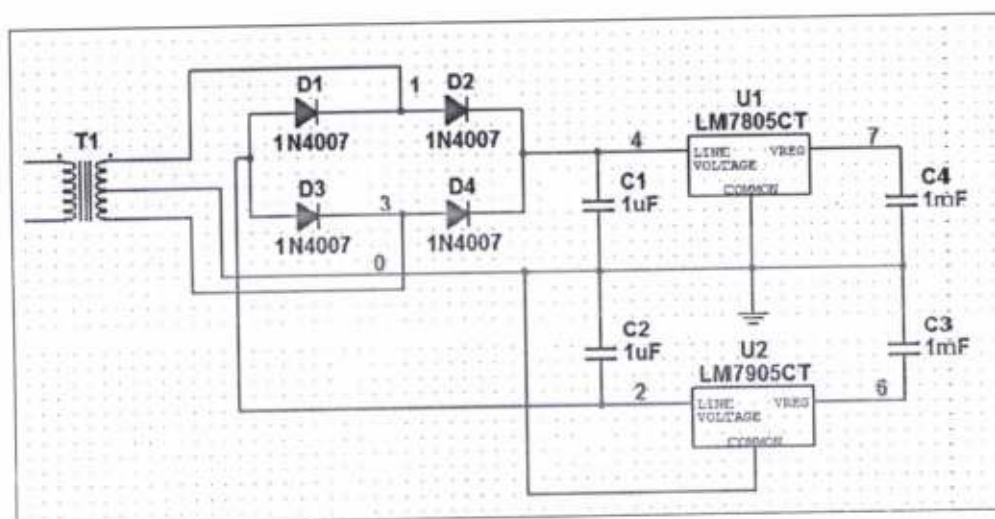 T1
D1
1N4007
1
D2
1N4007
D3
1N4007
3
D4
1N4007
0
4
C1
1uF
U1
LM7805CT
LINE
VOLTAGE
VREG
COMMON
7
C4
1mF
C2
1uF
2
U2
LM7905CT
LINE
VOLTAGE
VREG
COMMON
6
C3
1mF